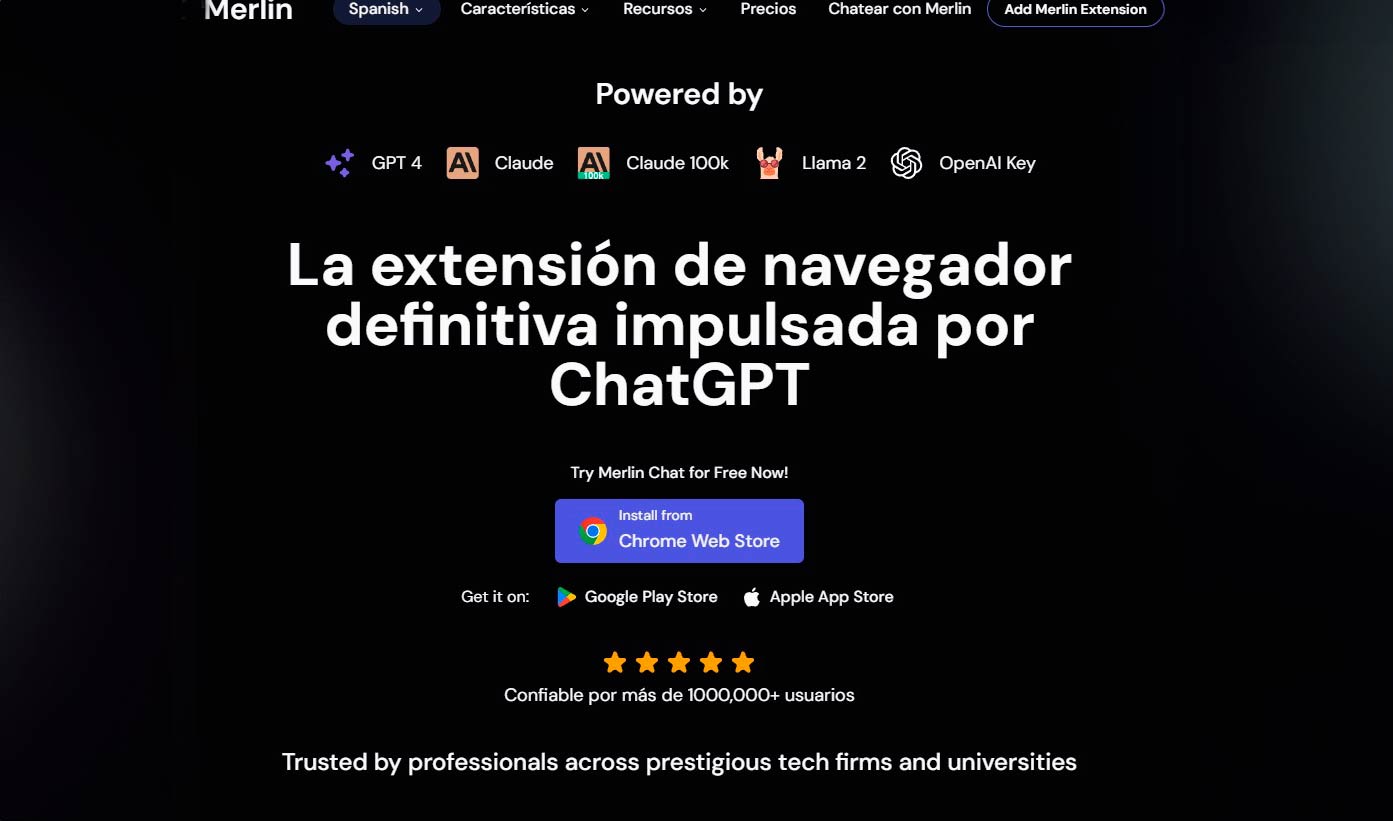 Merlin Spanish Características Recursos Precios Chatear con Merlin Add Merlin Extension
Powered by
GPT 4 AI Claude AI 100k Claude 100k Llama 2 OpenAI Key
La extensión de navegador
definitiva impulsada por
ChatGPT
Try Merlin Chat for Free Now!
Install from
Chrome Web Store
Get it on: Google Play Store Apple App Store
Confiable por más de 1000,000+ usuarios
Trusted by professionals across prestigious tech firms and universities